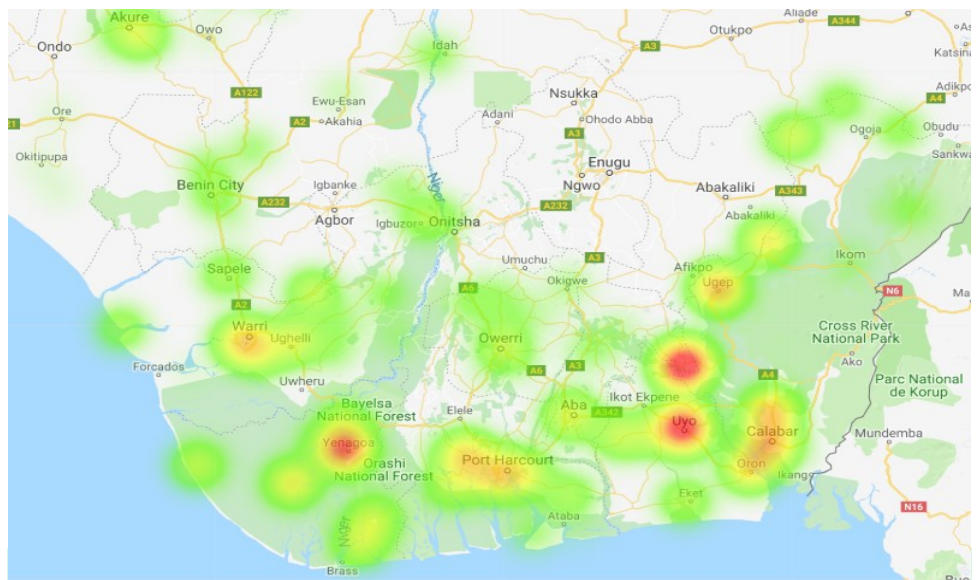 Akure
Owo
Ondo
Idah
Otukpo
Aliade
A344
A3
Katsina
A122
Nsukka
Adikpo
A4
Ewu-Esan
Akahia
A2
Ore
Adani
Ohodo Abba
A3
Ogoja
Obudu
Okitipupa
Enugu
Ngwo
Benin City
Igbanke
A232
Agbor
Igbuzor
Onitsha
A232
Abakaliki
A343
Abakaliki
Niger
Umuchu
A3
Okigwe
Afikpo
Ikom
Sapele
Ugep
N6
A2
A6
Warri
Ughelli
Owerri
Cross River
National Park
Forcados
Ako
A6
A3
A4
Parc National
de Korup
Uwheru
Bayelsa
National Forest
Elele
Aba
A342
Ikot Ekpene
Uyo
Calabar
Mundemba
Yenagoa
Orashi
National Forest
Port Harcourt
Oron
Ikang
Eket
N16
Niger
Ataba
Brass